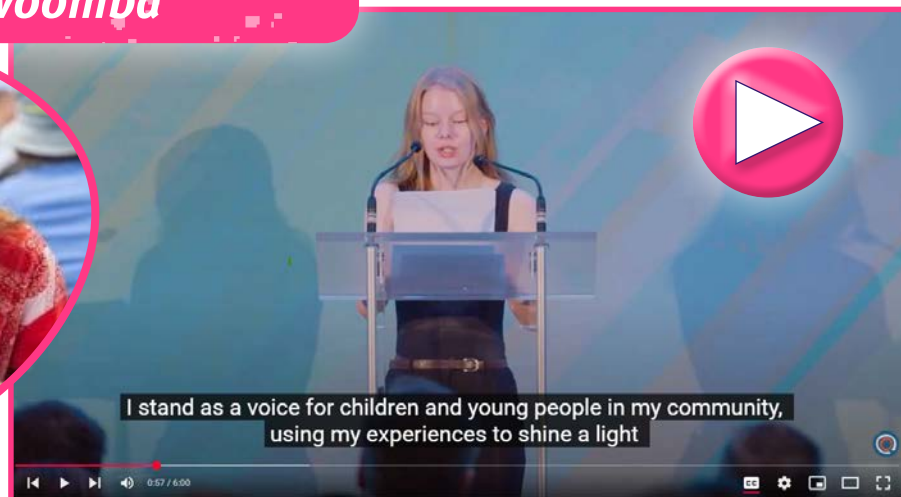 woomba
I stand as a voice for children and young people in my community,
using my experiences to shine a light
0:57 / 6:00
CC